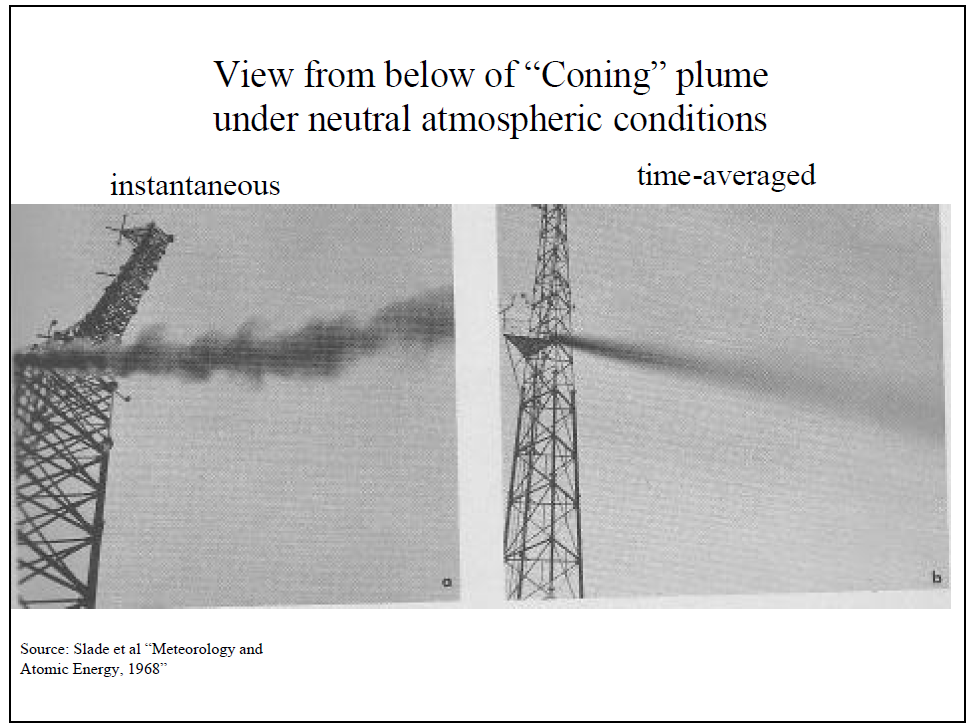 View from below of “Coning” plume
under neutral atmospheric conditions
instantaneous
time-averaged
a
b
Source: Slade et al “Meteorology and
Atomic Energy, 1968”